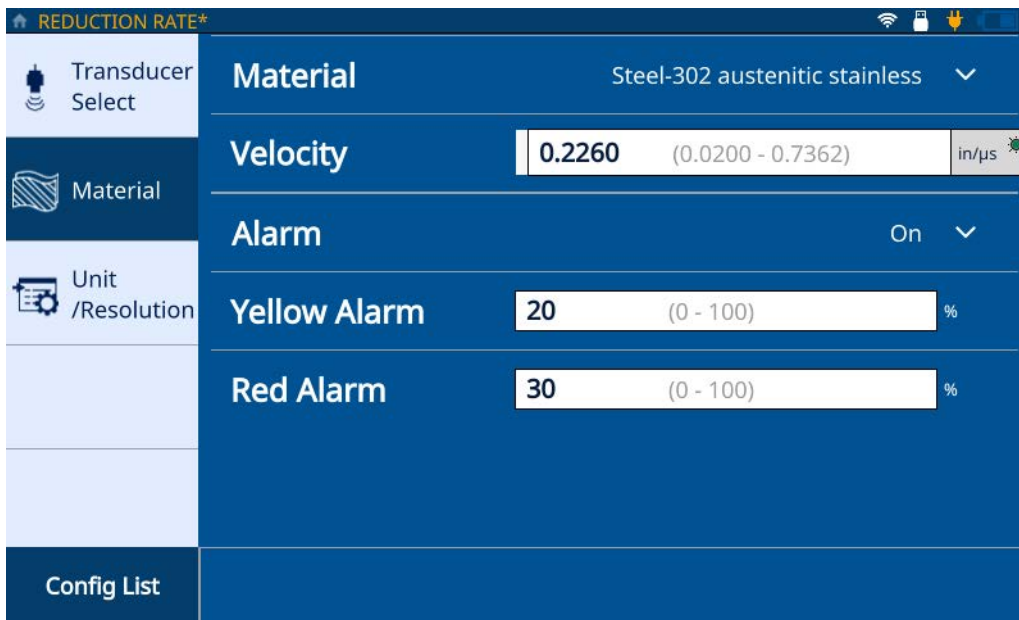 REDUCTION RATE*
Transducer
Select
Material
Unit
/Resolution
Config List
Material Steel-302 austenitic stainless
Velocity 0.2260 (0.0200 - 0.7362) in/µs
Alarm On
Yellow Alarm 20 (0 - 100) %
Red Alarm 30 (0 - 100) %